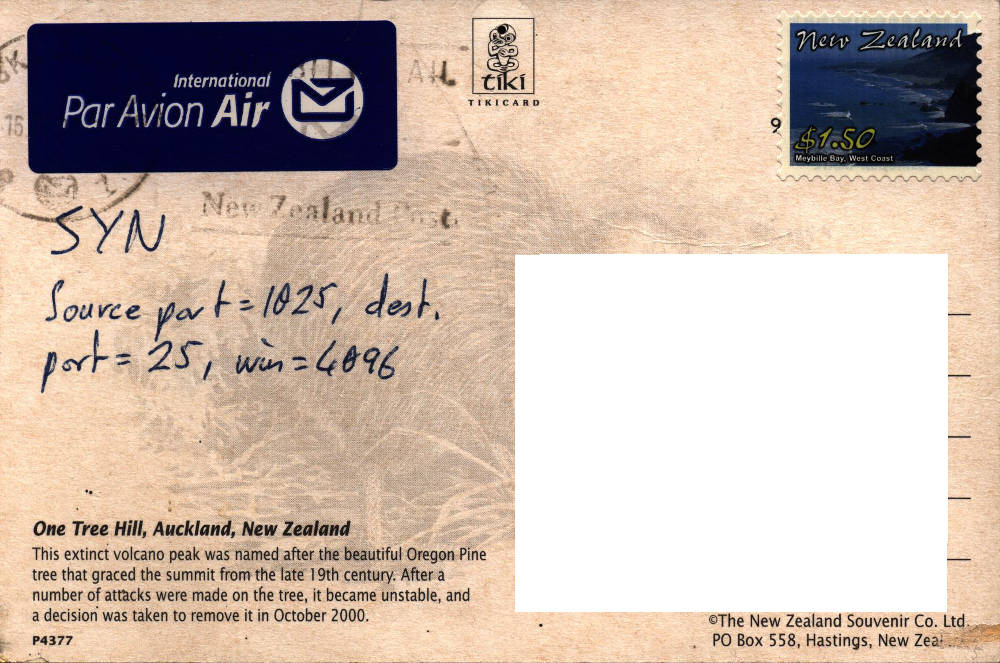 International
Par Avion Air
tiki
TIKICARD
New Zealand
$1.50
Meybille Bay, West Coast
9
New Zealand Post.
SYN
Source port = 1025, dest.
port = 25, win = 4096
One Tree Hill, Auckland, New Zealand
This extinct volcano peak was named after the beautiful Oregon Pine
tree that graced the summit from the late 19th century. After a
number of attacks were made on the tree, it became unstable, and
a decision was taken to remove it in October 2000.
P4377
©The New Zealand Souvenir Co. Ltd.
PO Box 558, Hastings, New